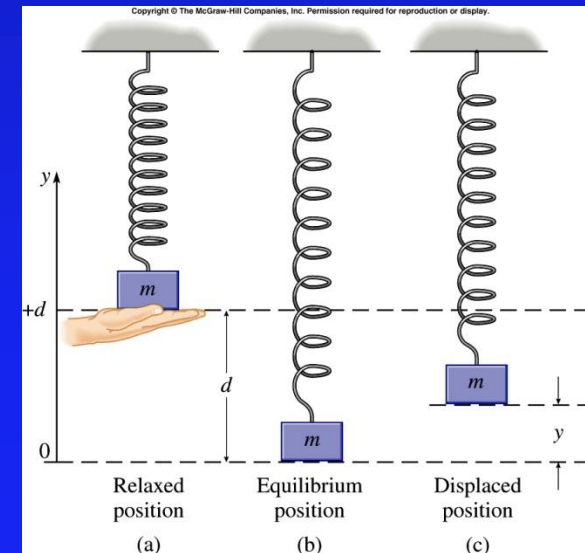 Copyright © The McGraw-Hill Companies, Inc. Permission required for reproduction or display.
y
m
+d
d
m
0
m
y
Relaxed position
(a)
Equilibrium position
(b)
Displaced position
(c)